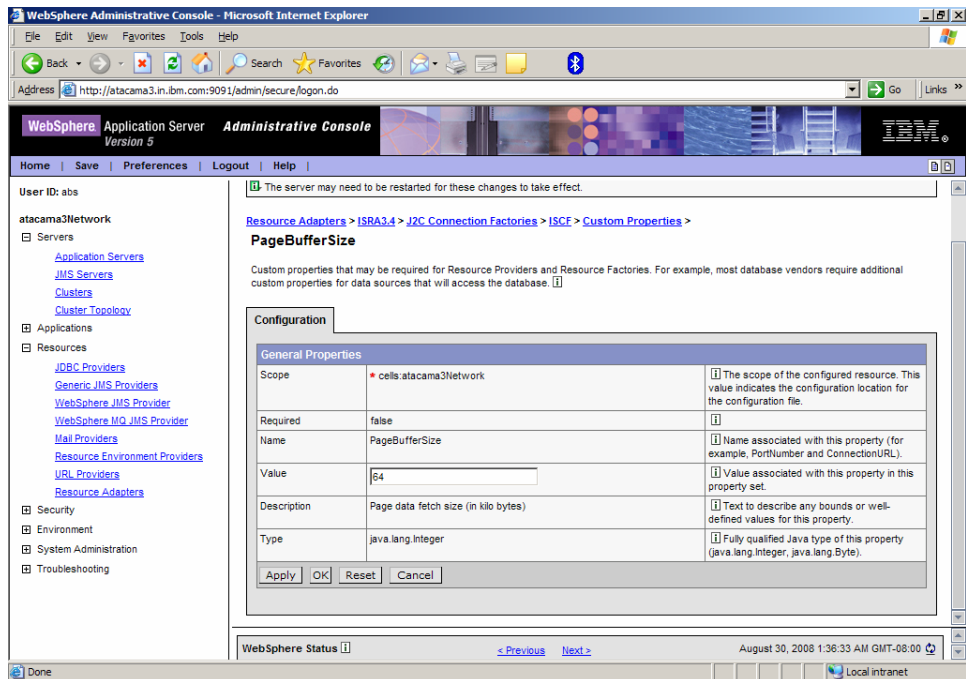 WebSphere Administrative Console - Microsoft Internet Explorer
File Edit View Favorites Tools Help
Back Search Favorites
Address http://atacama3.in.ibm.com:9091/admin/secure/logon.do Go Links »
WebSphere Application Server Administrative Console
Version 5
IBM
Home | Save | Preferences | Logout | Help |
User ID: abs
atacama3Network
Servers
Application Servers
JMS Servers
Clusters
Cluster Topology
Applications
Resources
JDBC Providers
Generic JMS Providers
WebSphere JMS Provider
WebSphere MQ JMS Provider
Mail Providers
Resource Environment Providers
URL Providers
Resource Adapters
Security
Environment
System Administration
Troubleshooting
The server may need to be restarted for these changes to take effect.
Resource Adapters > ISRA3.4 > J2C Connection Factories > ISCF > Custom Properties >
PageBufferSize
Custom properties that may be required for Resource Providers and Resource Factories. For example, most database vendors require additional
custom properties for data sources that will access the database.
Configuration
General Properties
Scope * cells:atacama3Network The scope of the configured resource. This
value indicates the configuration location for
the configuration file.
Required false
Name PageBufferSize Name associated with this property (for
example, PortNumber and ConnectionURL).
Value 64 Value associated with this property in this
property set.
Description Page data fetch size (in kilo bytes) Text to describe any bounds or well-
defined values for this property.
Type java.lang.Integer Fully qualified Java type of this property
(java.lang.Integer, java.lang.Byte).
Apply OK Reset Cancel
WebSphere Status < Previous Next > August 30, 2008 1:36:33 AM GMT-08:00
Done Local intranet